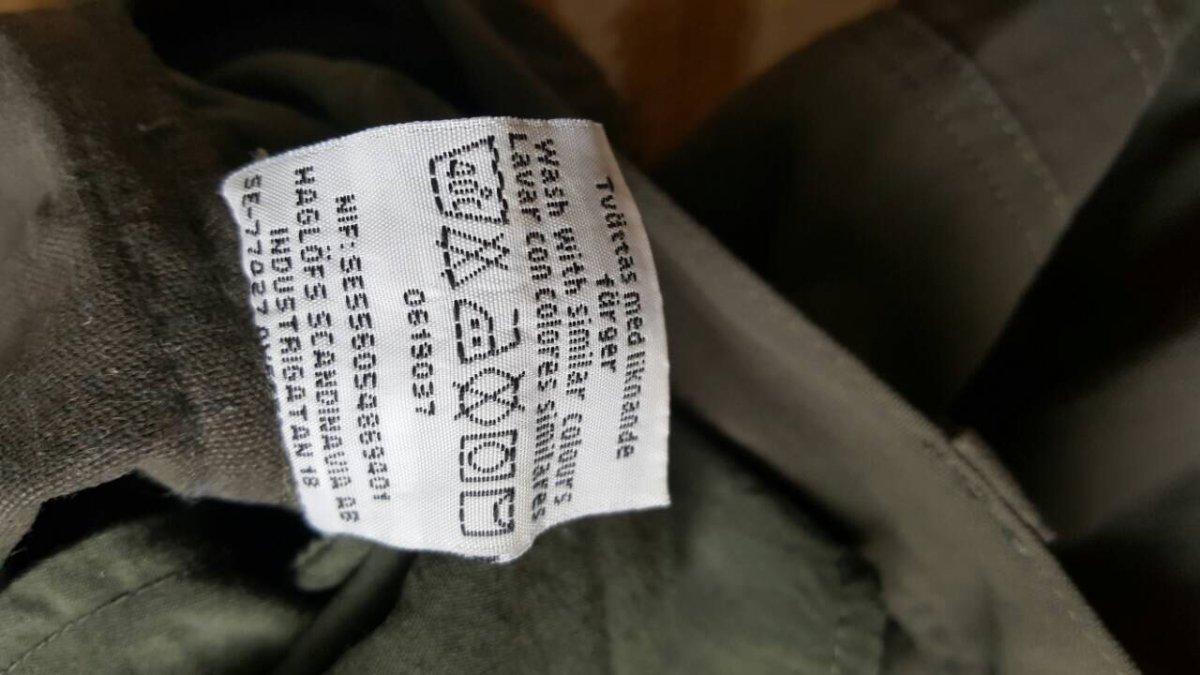 Tvättas med liknande
färger
Wash with similar colours
Lavar con colores similares
0619037
NIF:SE556054869401
HAGLÖFS SCANDINAVIA AB
INDUSTRIGATAN 18
SE-77027